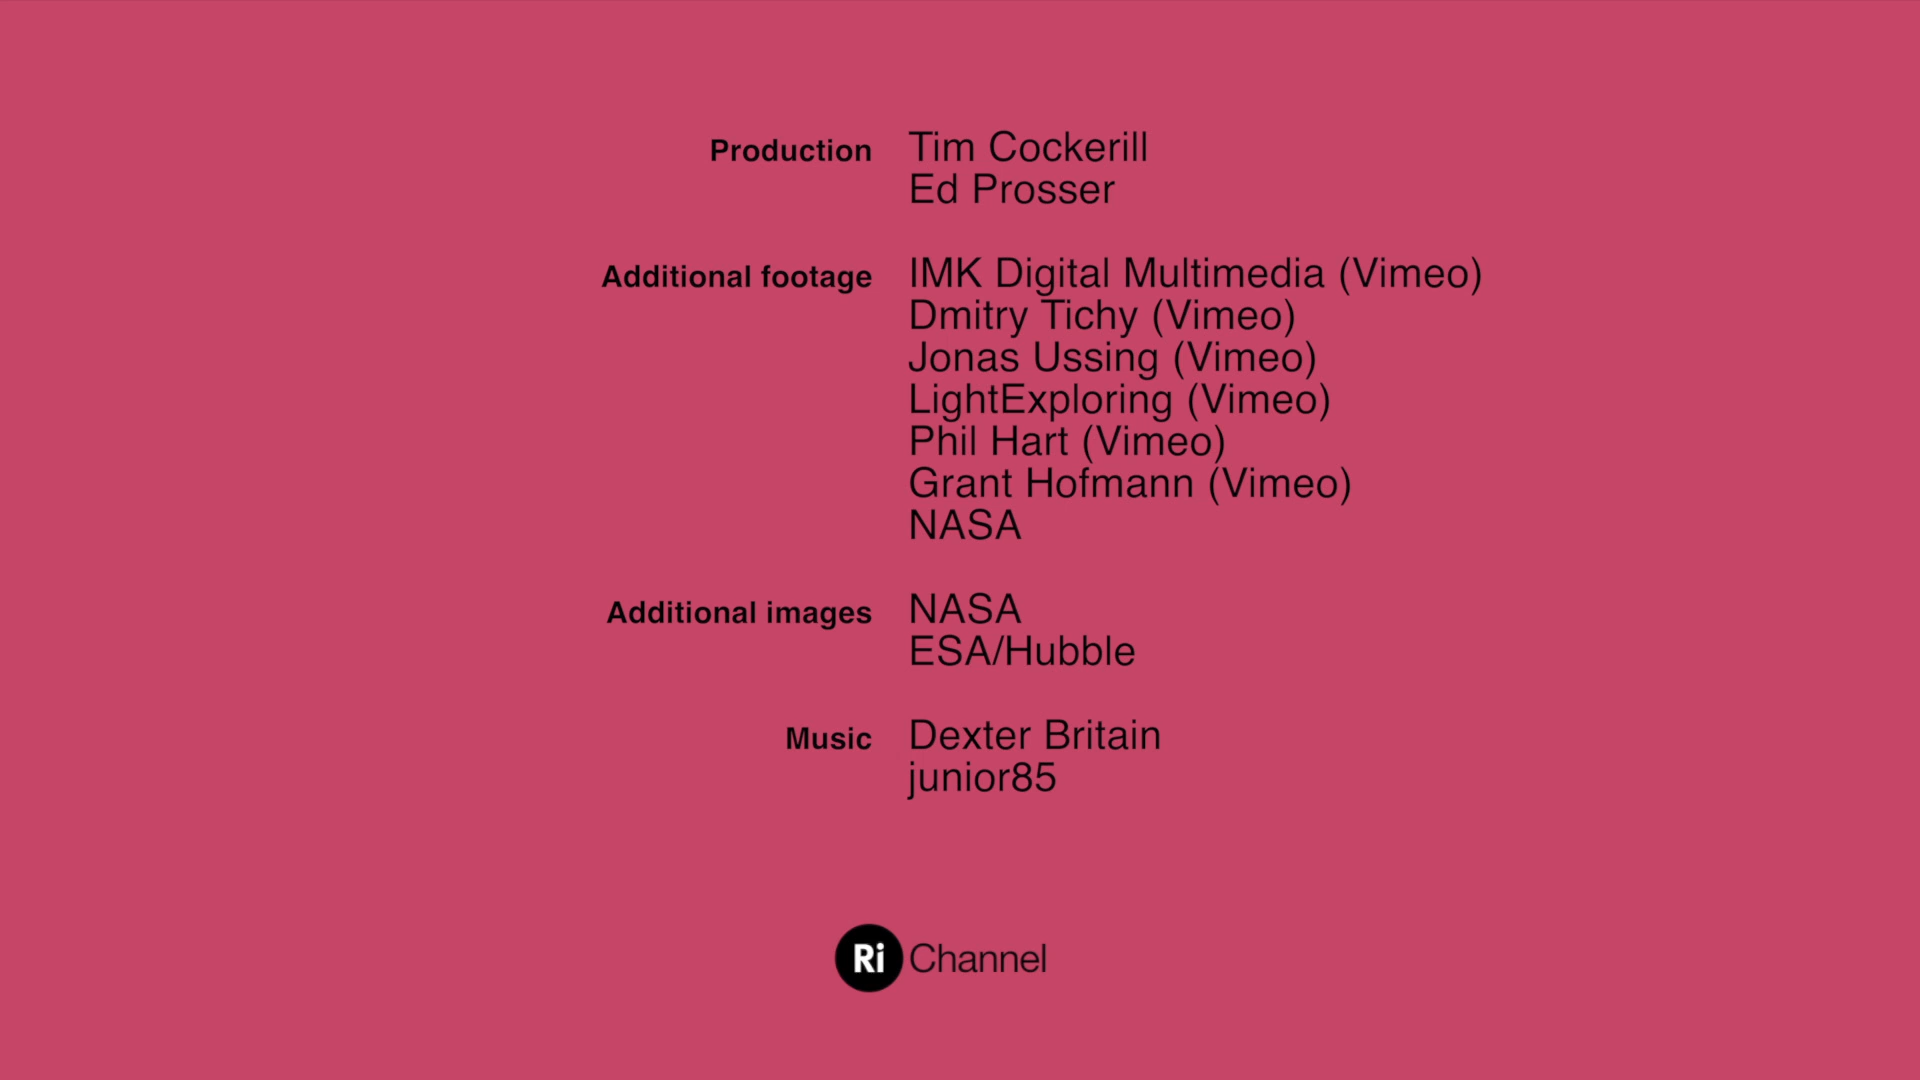 Production Tim Cockerill
Ed Prosser
Additional footage IMK Digital Multimedia (Vimeo)
Dmitry Tichy (Vimeo)
Jonas Ussing (Vimeo)
LightExploring (Vimeo)
Phil Hart (Vimeo)
Grant Hofmann (Vimeo)
NASA
Additional images NASA
ESA/Hubble
Music Dexter Britain
junior85
Ri Channel